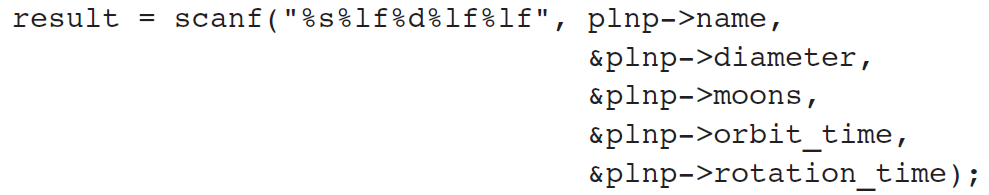 result = scanf("%s%lf%d%lf%lf", plnp->name,
&plnp->diameter,
&plnp->moons,
&plnp->orbit_time,
&plnp->rotation_time);